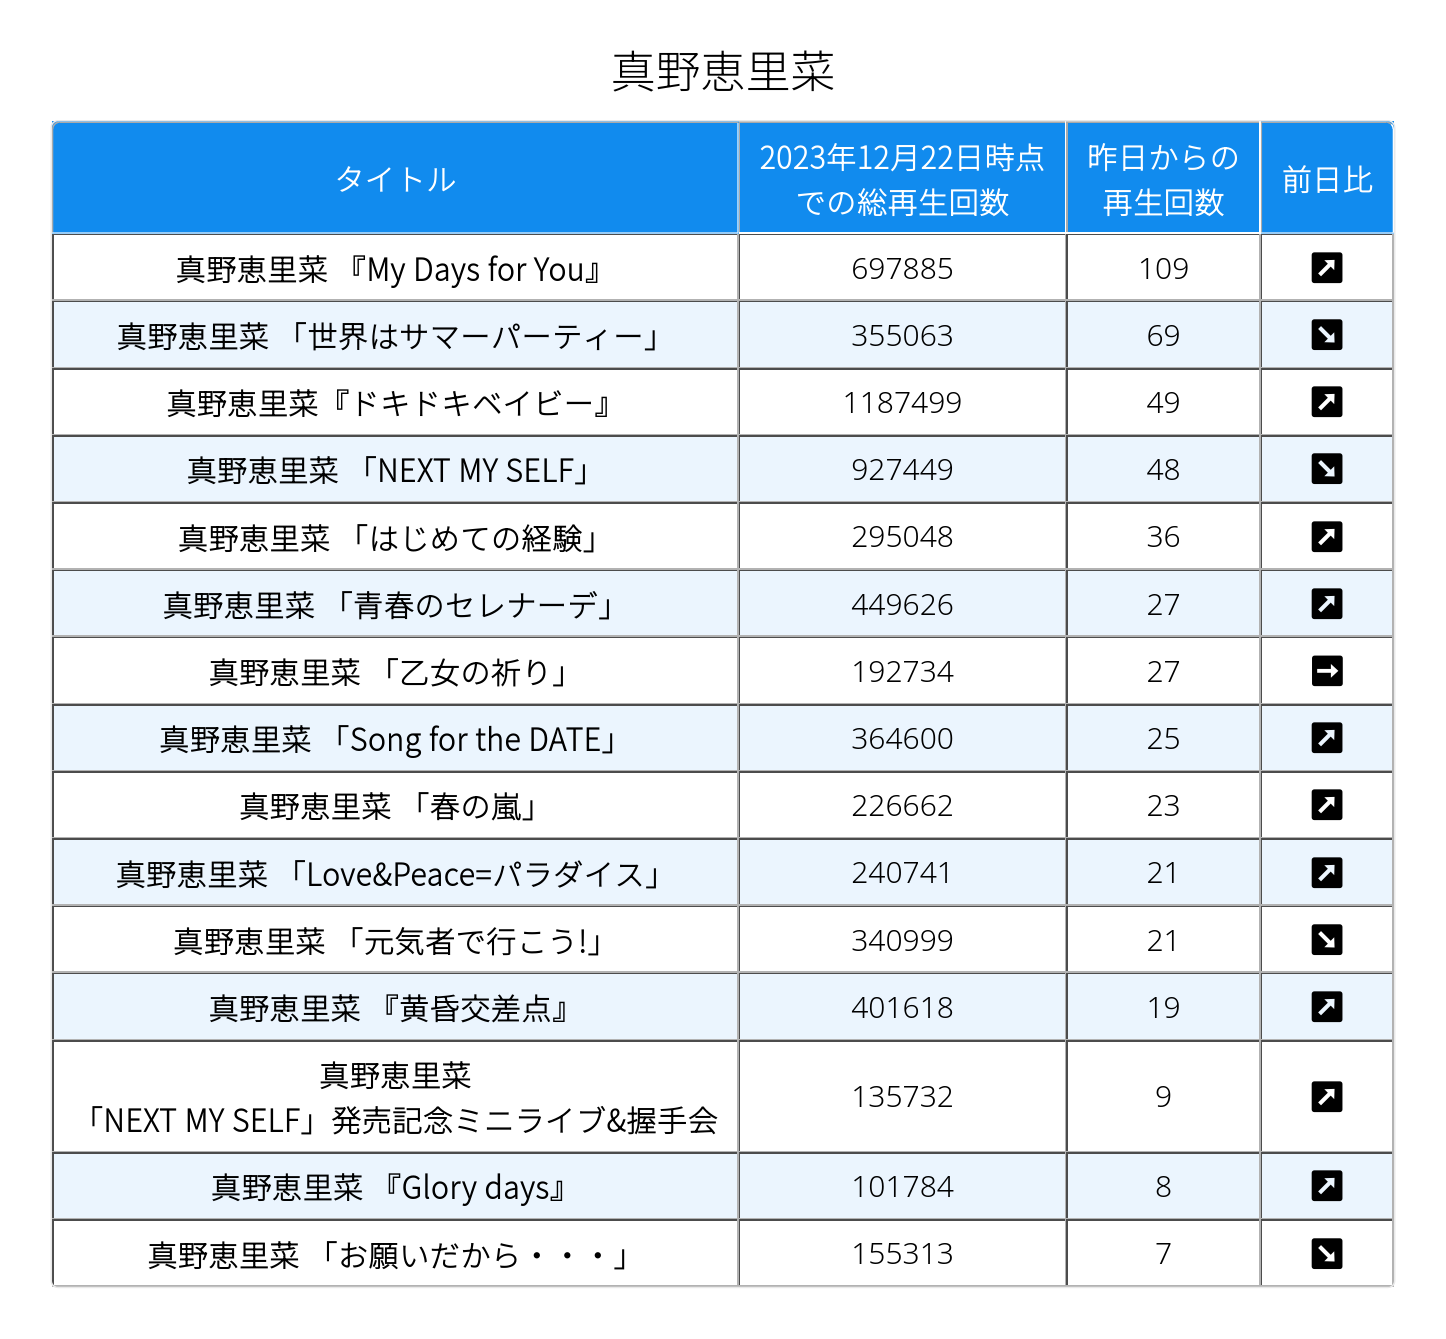 真野恵里菜
タイトル 2023年12月22日時点での総再生回数 昨日からの再生回数 前日比
真野恵里菜 『My Days for You』 697885 109 ↗
真野恵里菜 「世界はサマーパーティー」 355063 69 ↘
真野恵里菜『ドキドキベイビー』 1187499 49 ↗
真野恵里菜 「NEXT MY SELF」 927449 48 ↘
真野恵里菜 「はじめての経験」 295048 36 ↗
真野恵里菜 「青春のセレナーデ」 449626 27 ↗
真野恵里菜 「乙女の祈り」 192734 27 →
真野恵里菜 「Song for the DATE」 364600 25 ↗
真野恵里菜 「春の嵐」 226662 23 ↗
真野恵里菜 「Love&Peace=パラダイス」 240741 21 ↗
真野恵里菜 「元気者で行こう!」 340999 21 ↘
真野恵里菜 『黄昏交差点』 401618 19 ↗
真野恵里菜 「NEXT MY SELF」発売記念ミニライブ&握手会 135732 9 ↗
真野恵里菜 『Glory days』 101784 8 ↗
真野恵里菜 「お願いだから・・・」 155313 7 ↘